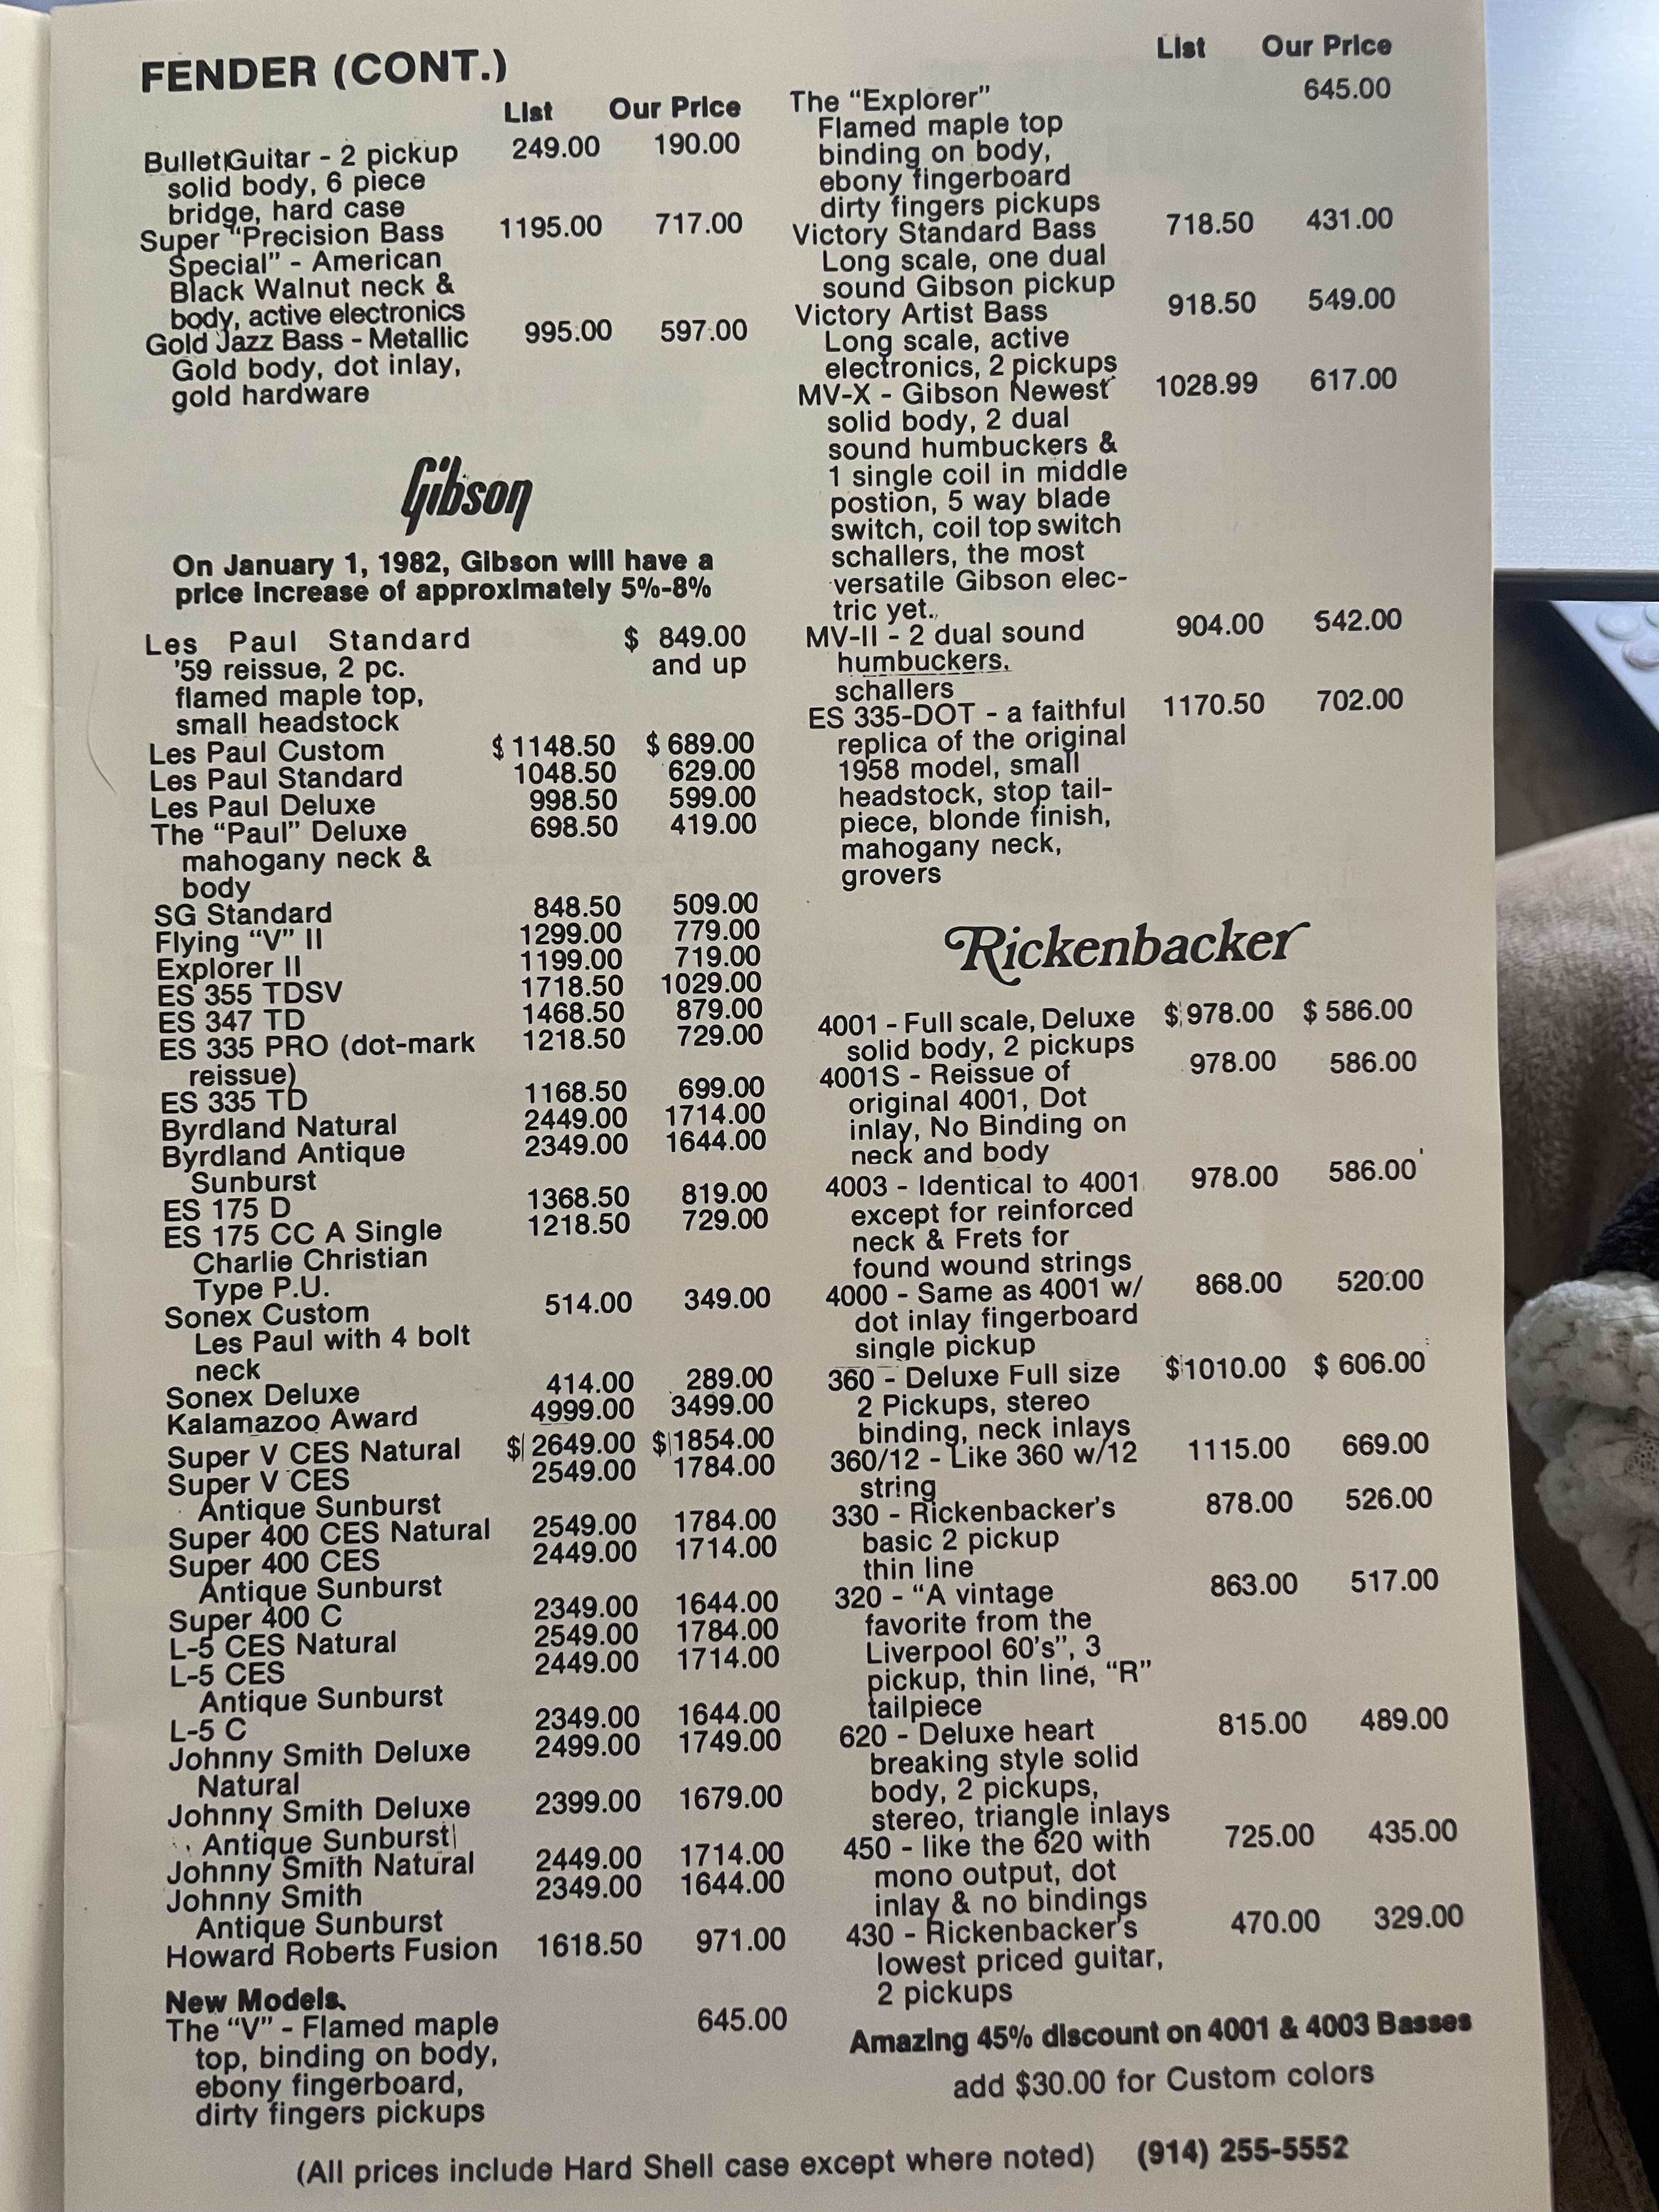 FENDER (CONT.)
List Our Price
Bullet Guitar - 2 pickup 249.00 190.00
solid body, 6 piece
bridge, hard case
Super "Precision Bass 1195.00 717.00
Special" - American
Black Walnut neck &
body, active electronics
Gold Jazz Bass - Metallic 995.00 597.00
Gold body, dot inlay,
gold hardware
Gibson
On January 1, 1982, Gibson will have a
price increase of approximately 5%-8%
Les Paul Standard $ 849.00
'59 reissue, 2 pc. and up
flamed maple top,
small headstock
Les Paul Custom $ 1148.50 $ 689.00
Les Paul Standard 1048.50 629.00
Les Paul Deluxe 998.50 599.00
The "Paul" Deluxe 698.50 419.00
mahogany neck &
body
SG Standard 848.50 509.00
Flying "V" II 1299.00 779.00
Explorer II 1199.00 719.00
ES 355 TDSV 1718.50 1029.00
ES 347 TD 1468.50 879.00
ES 335 PRO (dot-mark 1218.50 729.00
reissue)
ES 335 TD 1168.50 699.00
Byrdland Natural 2449.00 1714.00
Byrdland Antique 2349.00 1644.00
Sunburst
ES 175 D 1368.50 819.00
ES 175 CC A Single 1218.50 729.00
Charlie Christian
Type P.U.
Sonex Custom 514.00 349.00
Les Paul with 4 bolt
neck
Sonex Deluxe 414.00 289.00
Kalamazoo Award 4999.00 3499.00
Super V CES Natural $ 2649.00 $ 1854.00
Super V CES 2549.00 1784.00
Antique Sunburst
Super 400 CES Natural 2549.00 1784.00
Super 400 CES 2449.00 1714.00
Antique Sunburst
Super 400 C 2349.00 1644.00
L-5 CES Natural 2549.00 1784.00
L-5 CES 2449.00 1714.00
Antique Sunburst
L-5 C 2349.00 1644.00
Johnny Smith Deluxe 2499.00 1749.00
Natural
Johnny Smith Deluxe 2399.00 1679.00
Antique Sunburst
Johnny Smith Natural 2449.00 1714.00
Johnny Smith 2349.00 1644.00
Antique Sunburst
Howard Roberts Fusion 1618.50 971.00
New Models.
The "V" - Flamed maple 645.00
top, binding on body,
ebony fingerboard,
dirty fingers pickups
List Our Price
The "Explorer" 645.00
Flamed maple top
binding on body,
ebony fingerboard
dirty fingers pickups
Victory Standard Bass 718.50 431.00
Long scale, one dual
sound Gibson pickup
Victory Artist Bass 918.50 549.00
Long scale, active
electronics, 2 pickups
MV-X - Gibson Newest 1028.99 617.00
solid body, 2 dual
sound humbuckers &
1 single coil in middle
postion, 5 way blade
switch, coil top switch
schallers, the most
versatile Gibson elec-
tric yet.
MV-II - 2 dual sound 904.00 542.00
humbuckers.
schallers
ES 335-DOT - a faithful 1170.50 702.00
replica of the original
1958 model, small
headstock, stop tail-
piece, blonde finish,
mahogany neck,
grovers
Rickenbacker
4001 - Full scale, Deluxe $ 978.00 $ 586.00
solid body, 2 pickups
4001S - Reissue of 978.00 586.00
original 4001, Dot
inlay, No Binding on
neck and body
4003 - Identical to 4001 978.00 586.00
except for reinforced
neck & Frets for
found wound strings
4000 - Same as 4001 w/ 868.00 520.00
dot inlay fingerboard
single pickup
360 - Deluxe Full size $1010.00 $ 606.00
2 Pickups, stereo
binding, neck inlays
360/12 - Like 360 w/12 1115.00 669.00
string
330 - Rickenbacker's 878.00 526.00
basic 2 pickup
thin line
320 - "A vintage 863.00 517.00
favorite from the
Liverpool 60's", 3
pickup, thin line, "R"
tailpiece
620 - Deluxe heart 815.00 489.00
breaking style solid
body, 2 pickups,
stereo, triangle inlays
450 - like the 620 with 725.00 435.00
mono output, dot
inlay & no bindings
430 - Rickenbacker's 470.00 329.00
lowest priced guitar,
2 pickups
Amazing 45% discount on 4001 & 4003 Basses
add $30.00 for Custom colors
(All prices include Hard Shell case except where noted) (914) 255-5552